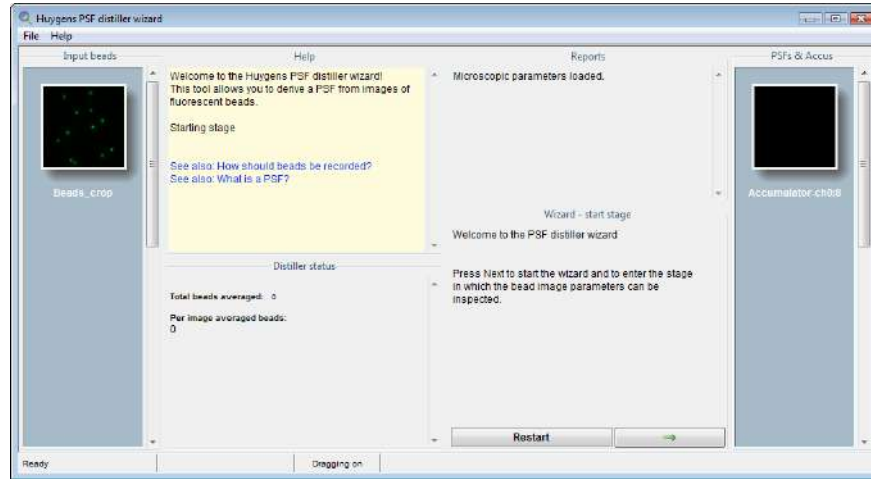 Huygens PSF distiller wizard
File Help
Input beads
Beads_crop
Help
Welcome to the Huygens PSF distiller wizard!
This tool allows you to derive a PSF from images of
fluorescent beads.
Starting stage
See also: How should beads be recorded?
See also: What is a PSF?
Distiller status
Total beads averaged: 0
Per image averaged beads:
0
Reports
Microscopic parameters loaded.
Wizard - start stage
Welcome to the PSF distiller wizard
Press Next to start the wizard and to enter the stage
in which the bead image parameters can be
inspected.
Restart
PSFs & Accus
Accumulator.ch0:8
Ready
Dragging on